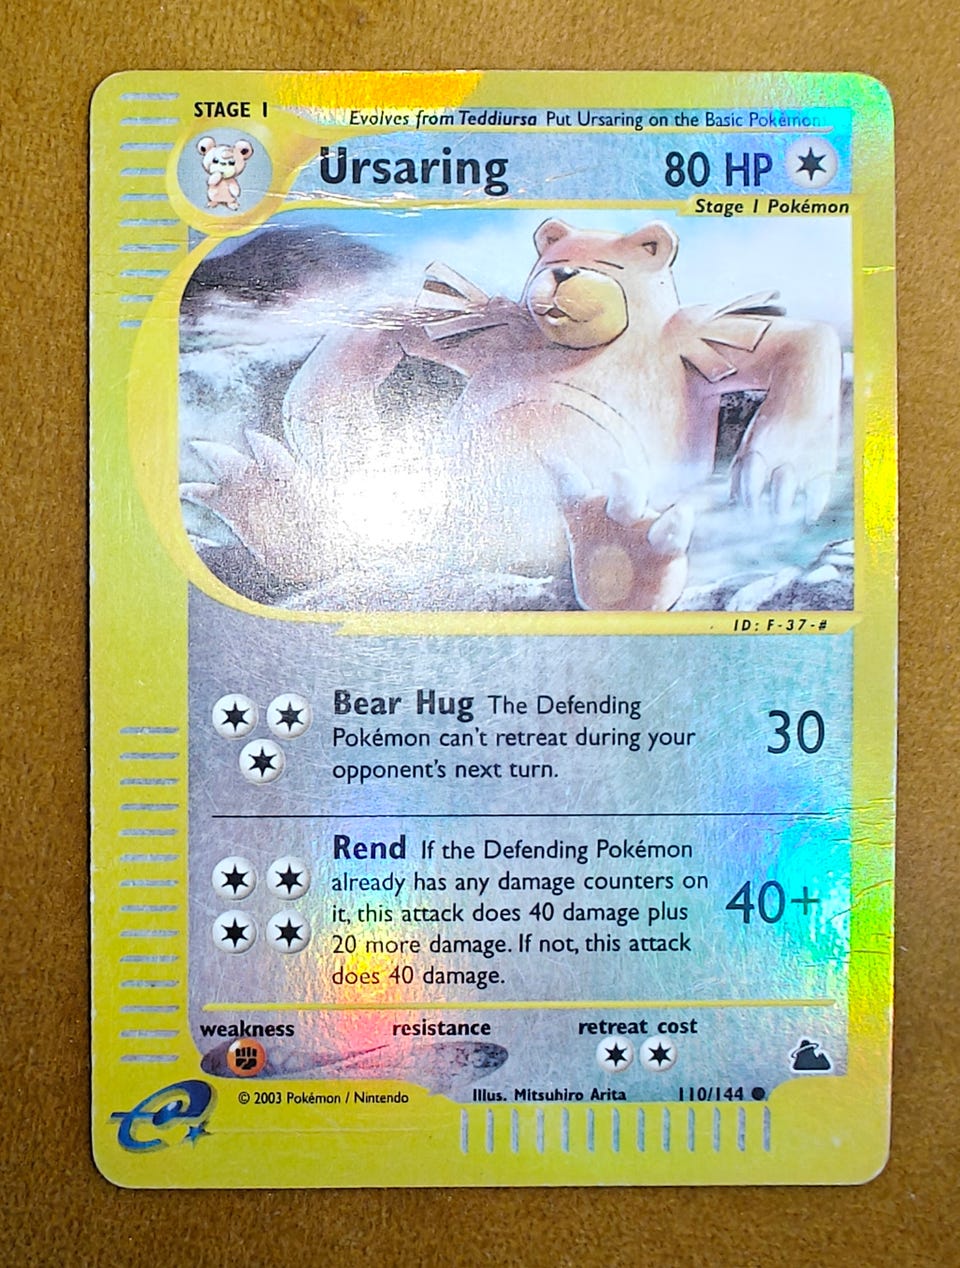 STAGE I
Evolves from Teddiursa Put Ursaring on the Basic Pokémon.
Ursaring 80 HP
Stage I Pokémon
ID: F-37-#
Bear Hug The Defending 30
Pokémon can't retreat during your
opponent's next turn.
Rend If the Defending Pokémon
already has any damage counters on 40+
it, this attack does 40 damage plus
20 more damage. If not, this attack
does 40 damage.
weakness resistance retreat cost
© 2003 Pokémon / Nintendo Illus. Mitsuhiro Arita 110/144
e